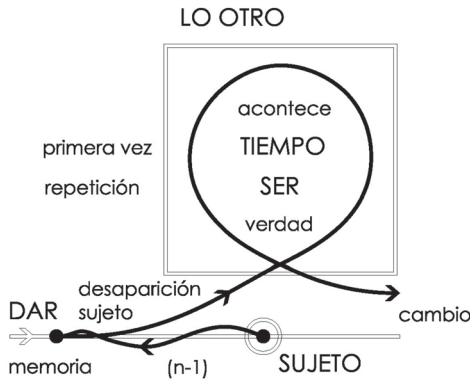 LO OTRO
acontece
primera vez
TIEMPO
repetición
SER
verdad
desaparición
sujeto
DAR
cambio
memoria
(n-1)
SUJETO